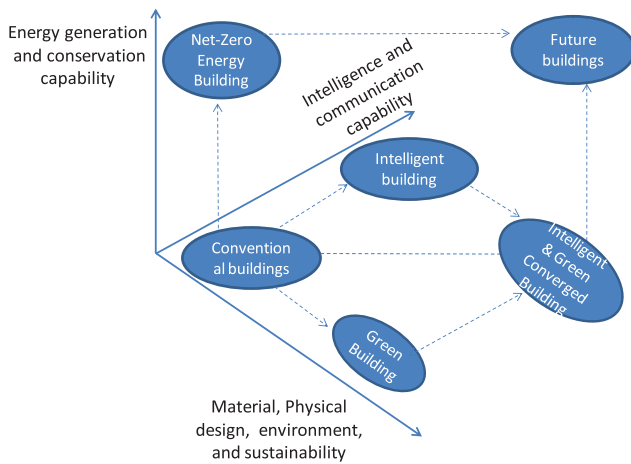 Energy generation
and conservation
capability
Net-Zero
Energy
Building
Intelligence and
communication
capability
Future
buildings
Intelligent
building
Convention
al buildings
Intelligent
& Green
Converged
Building
Green
Building
Material, Physical
design, environment,
and sustainability